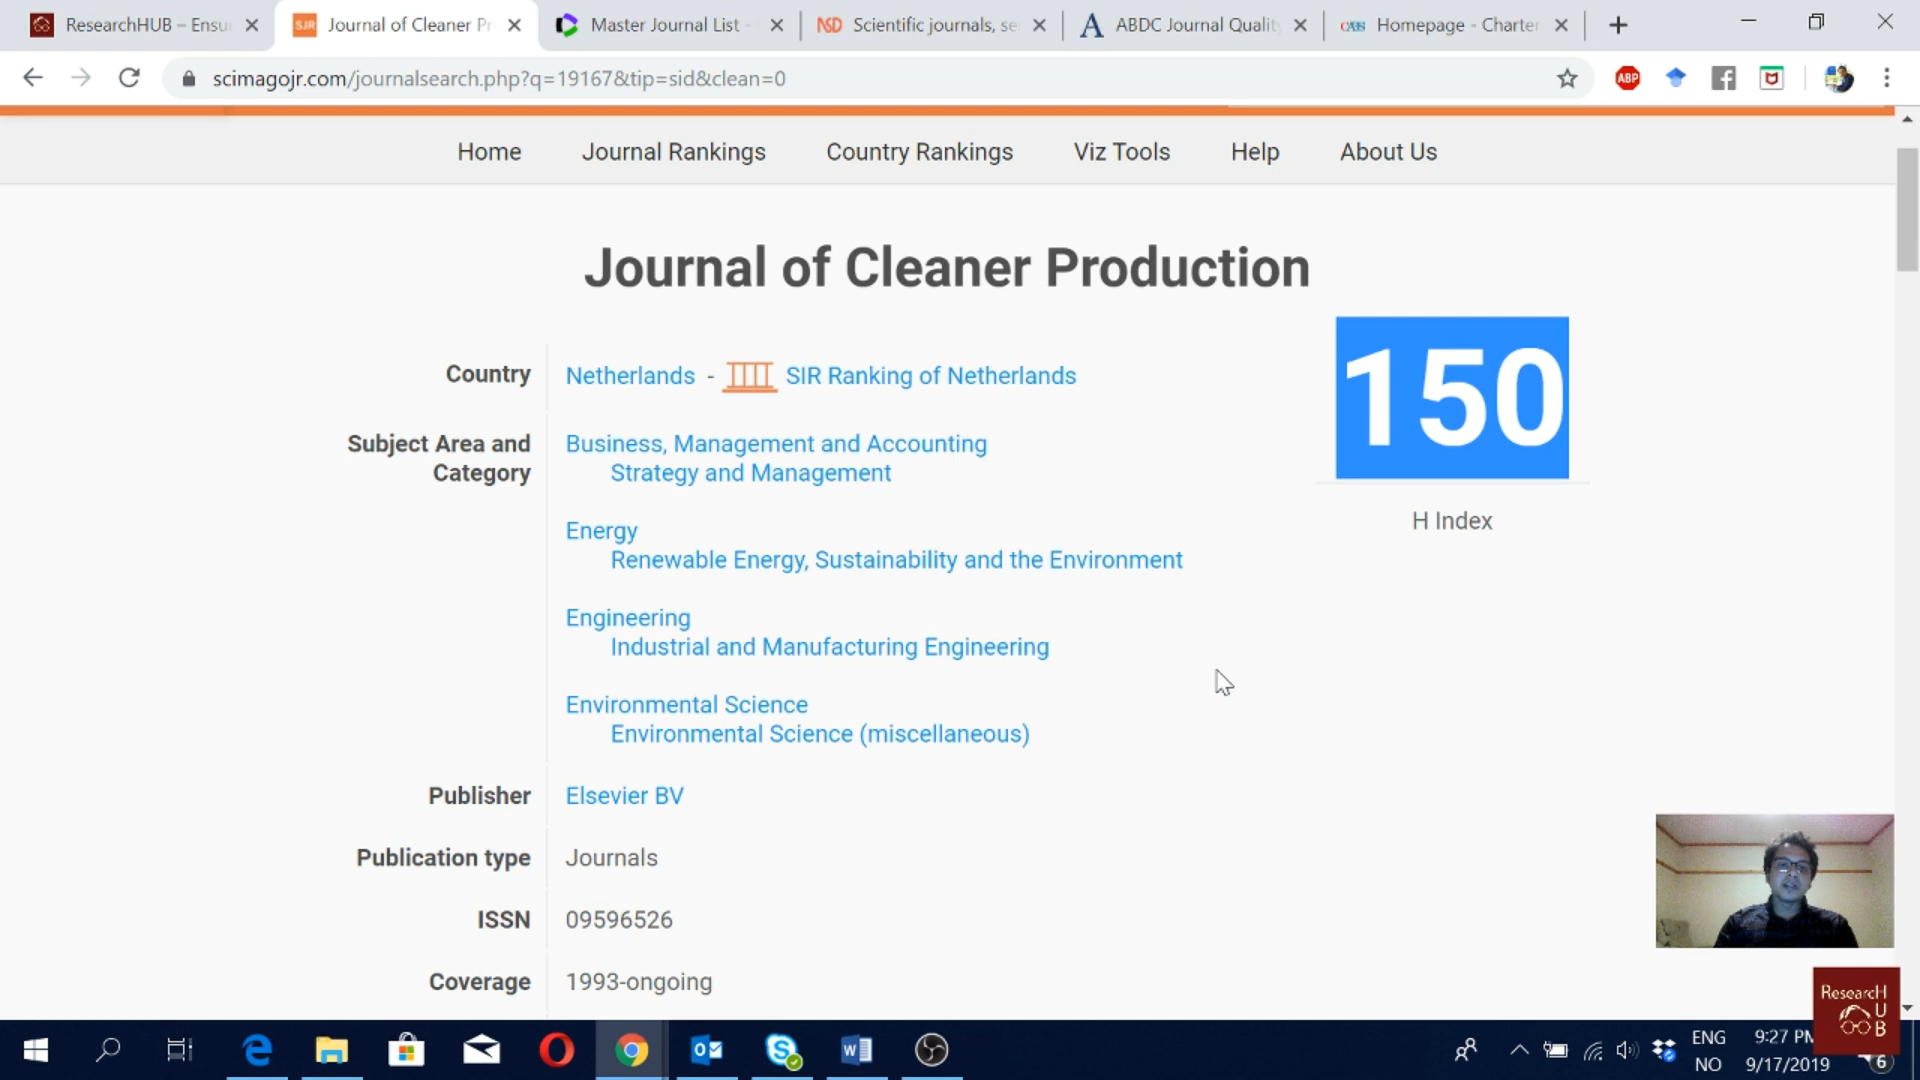 ResearchHUB – Ensu
SJR Journal of Cleaner Pr
Master Journal List -
NSD Scientific journals, se
A ABDC Journal Quality
CABS Homepage - Charter
scimagojr.com/journalsearch.php?q=19167&tip=sid&clean=0
ABP
Home Journal Rankings Country Rankings Viz Tools Help About Us
Journal of Cleaner Production
Country Netherlands - SIR Ranking of Netherlands
150
H Index
Subject Area and
Category
Business, Management and Accounting
Strategy and Management
Energy
Renewable Energy, Sustainability and the Environment
Engineering
Industrial and Manufacturing Engineering
Environmental Science
Environmental Science (miscellaneous)
Publisher Elsevier BV
Publication type Journals
ISSN 09596526
Coverage 1993-ongoing
ResearcH
U
B
ENG
NO
9:27 PM
9/17/2019
6